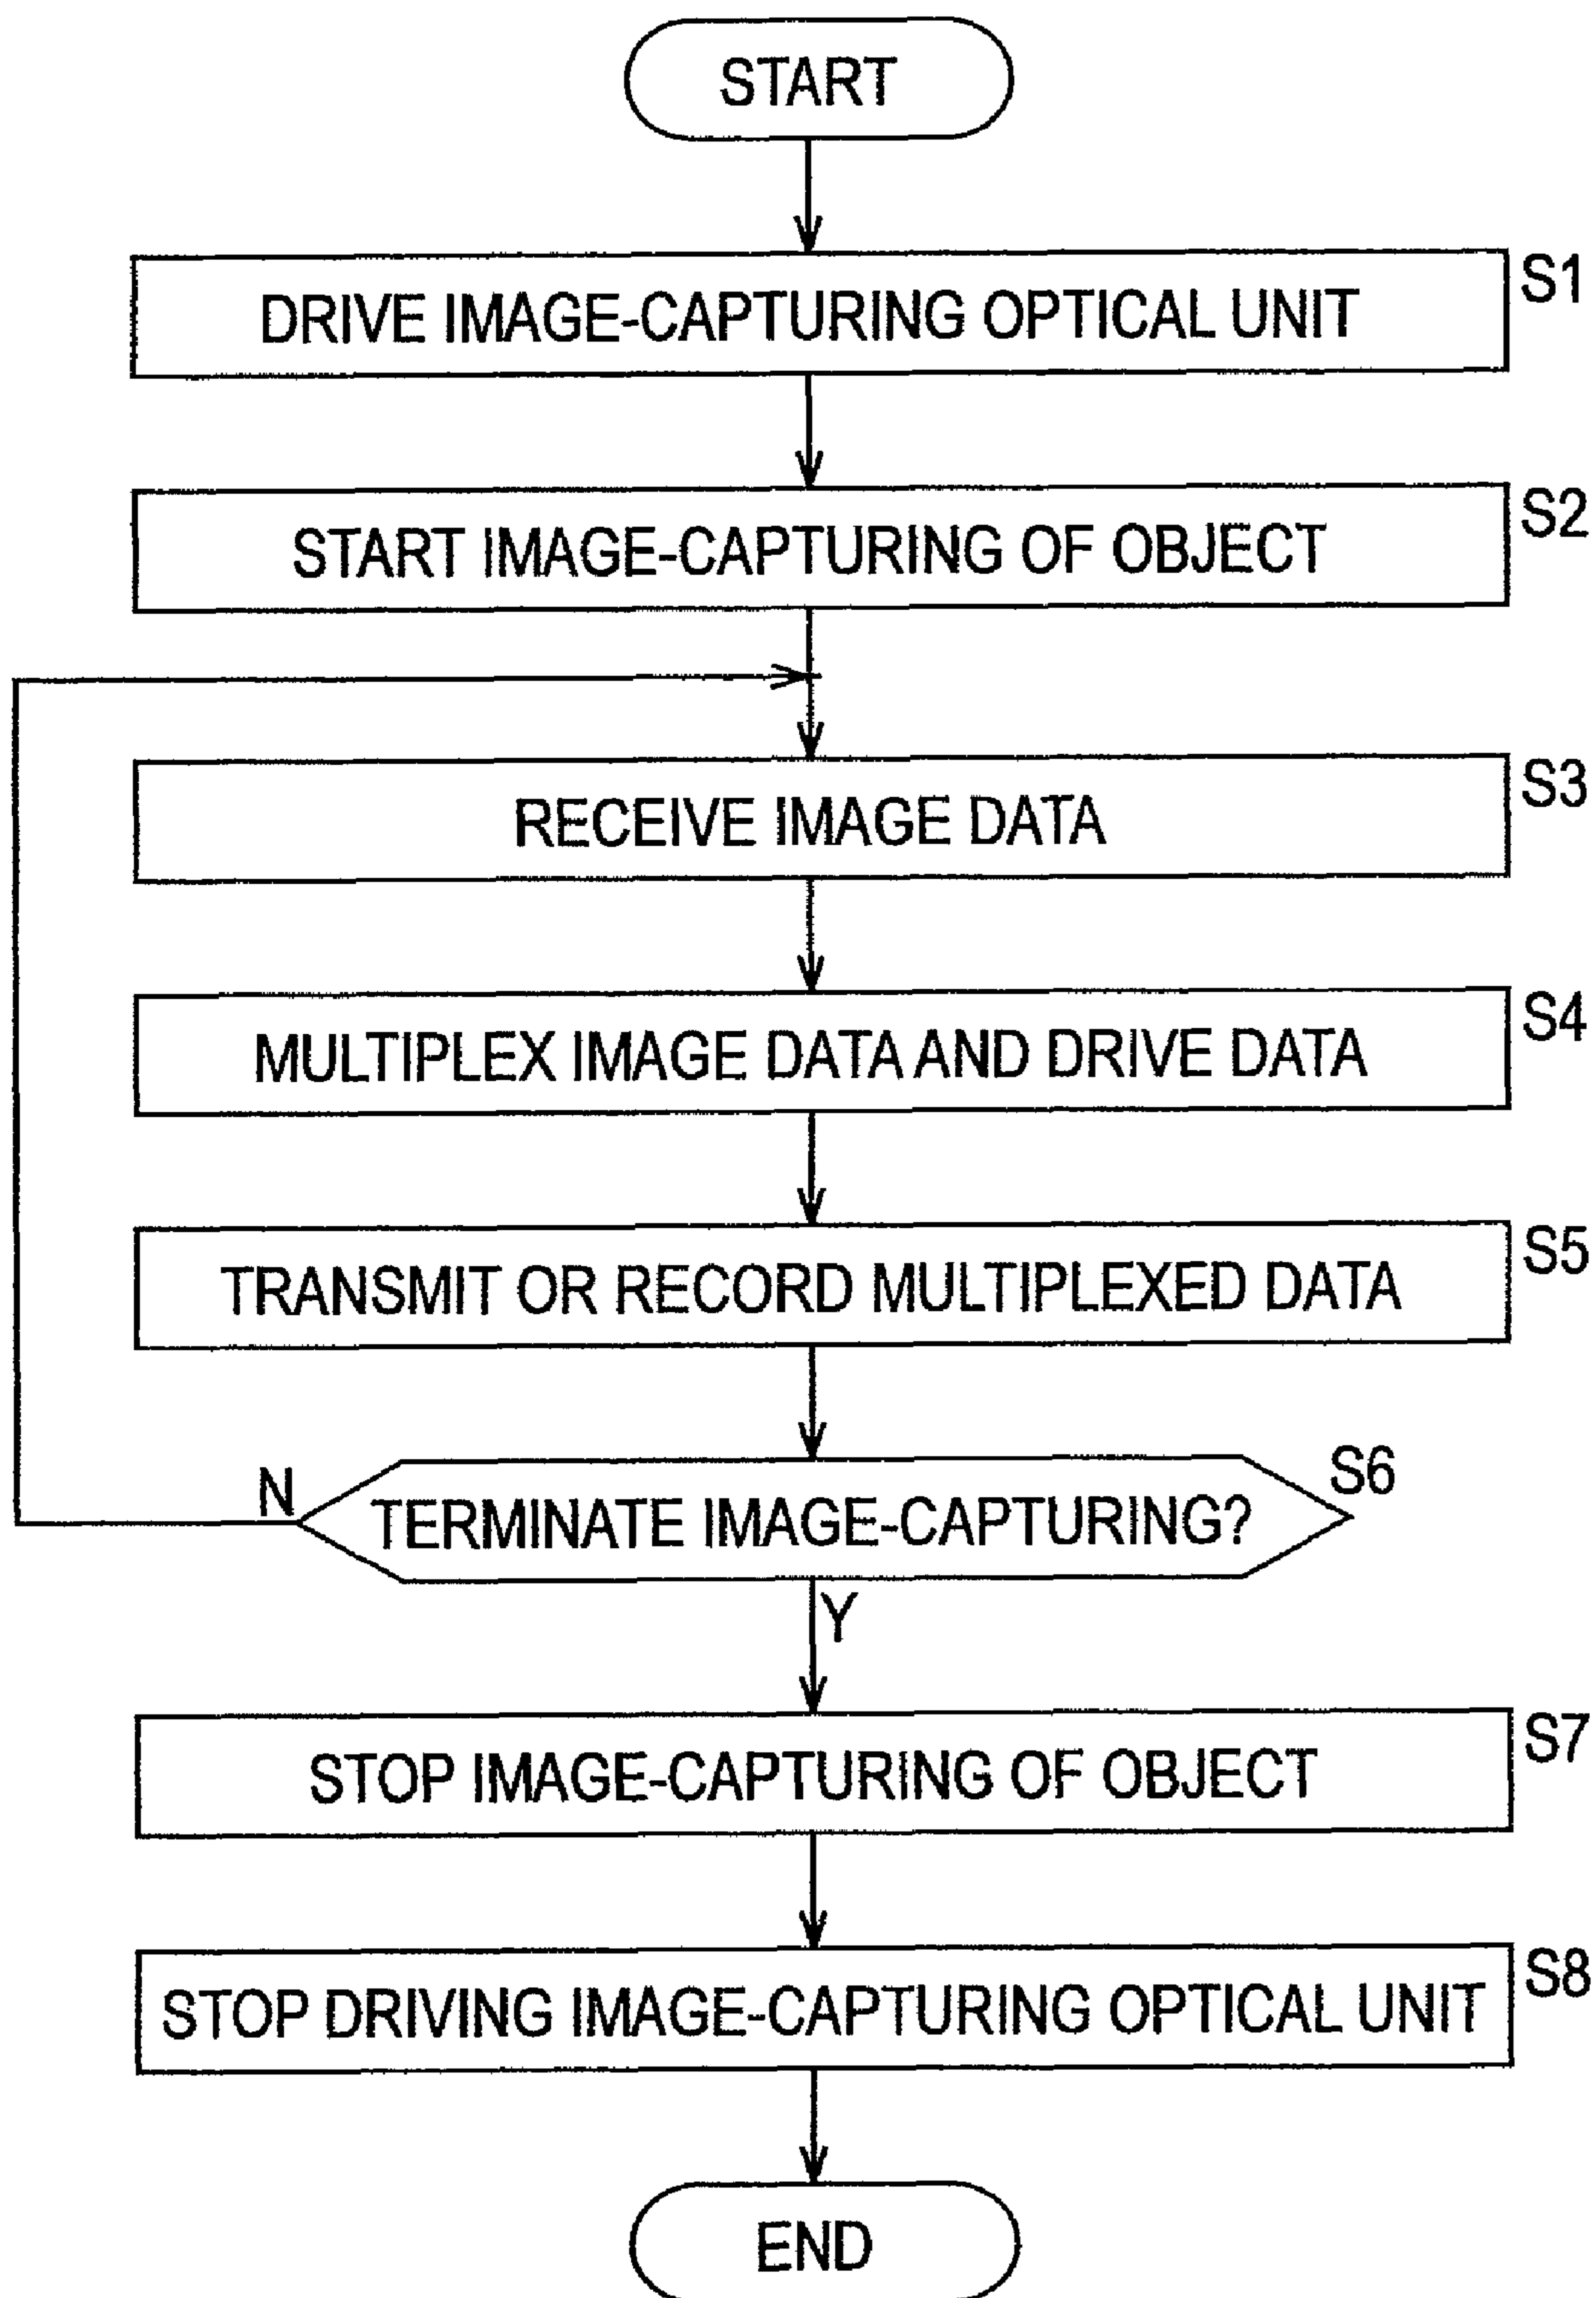 START
DRIVE IMAGE-CAPTURING OPTICAL UNIT
S1
START IMAGE-CAPTURING OF OBJECT
S2
RECEIVE IMAGE DATA
S3
MULTIPLEX IMAGE DATA AND DRIVE DATA
S4
TRANSMIT OR RECORD MULTIPLEXED DATA
S5
N
TERMINATE IMAGE-CAPTURING?
S6
Y
STOP IMAGE-CAPTURING OF OBJECT
S7
STOP DRIVING IMAGE-CAPTURING OPTICAL UNIT
S8
END